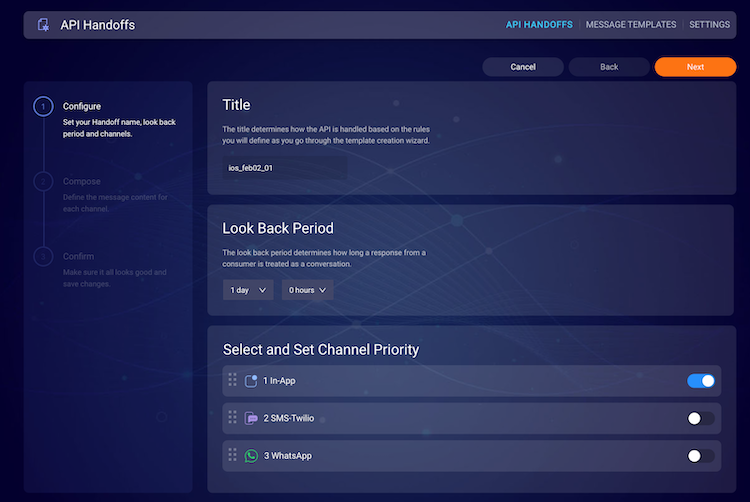 API Handoffs
API HANDOFFS
MESSAGE TEMPLATES
SETTINGS
Cancel
Back
Next
1
Configure
Set your Handoff name, look back
period and channels.
2
Compose
Define the message content for
each channel.
3
Confirm
Make sure it all looks good and
save changes.
Title
The title determines how the API is handled based on the rules
you will define as you go through the template creation wizard.
ios_feb02_01
Look Back Period
The look back period determines how long a response from a
consumer is treated as a conversation.
1 day
0 hours
Select and Set Channel Priority
1 In-App
2 SMS-Twilio
3 WhatsApp